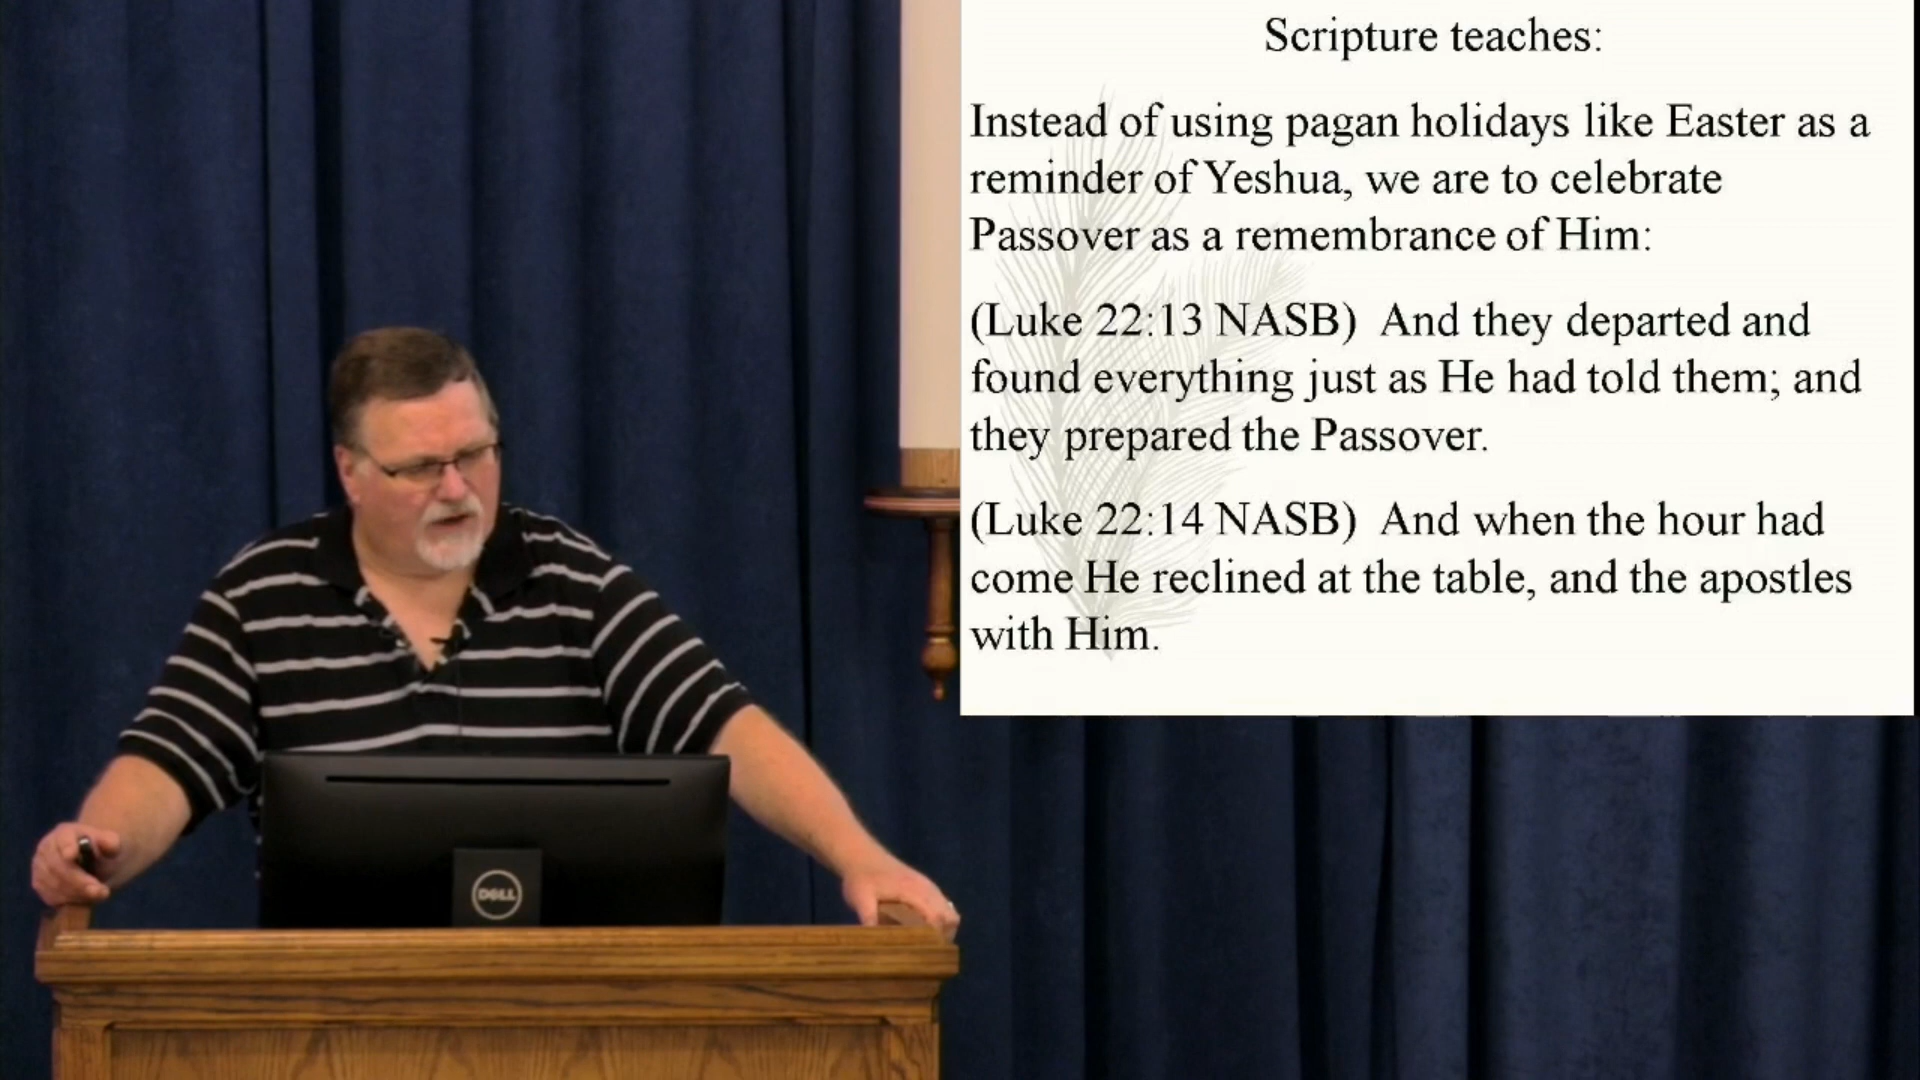 Scripture teaches:
Instead of using pagan holidays like Easter as a
reminder of Yeshua, we are to celebrate
Passover as a remembrance of Him:
(Luke 22:13 NASB)  And they departed and
found everything just as He had told them; and
they prepared the Passover.
(Luke 22:14 NASB)  And when the hour had
come He reclined at the table, and the apostles
with Him.
DELL